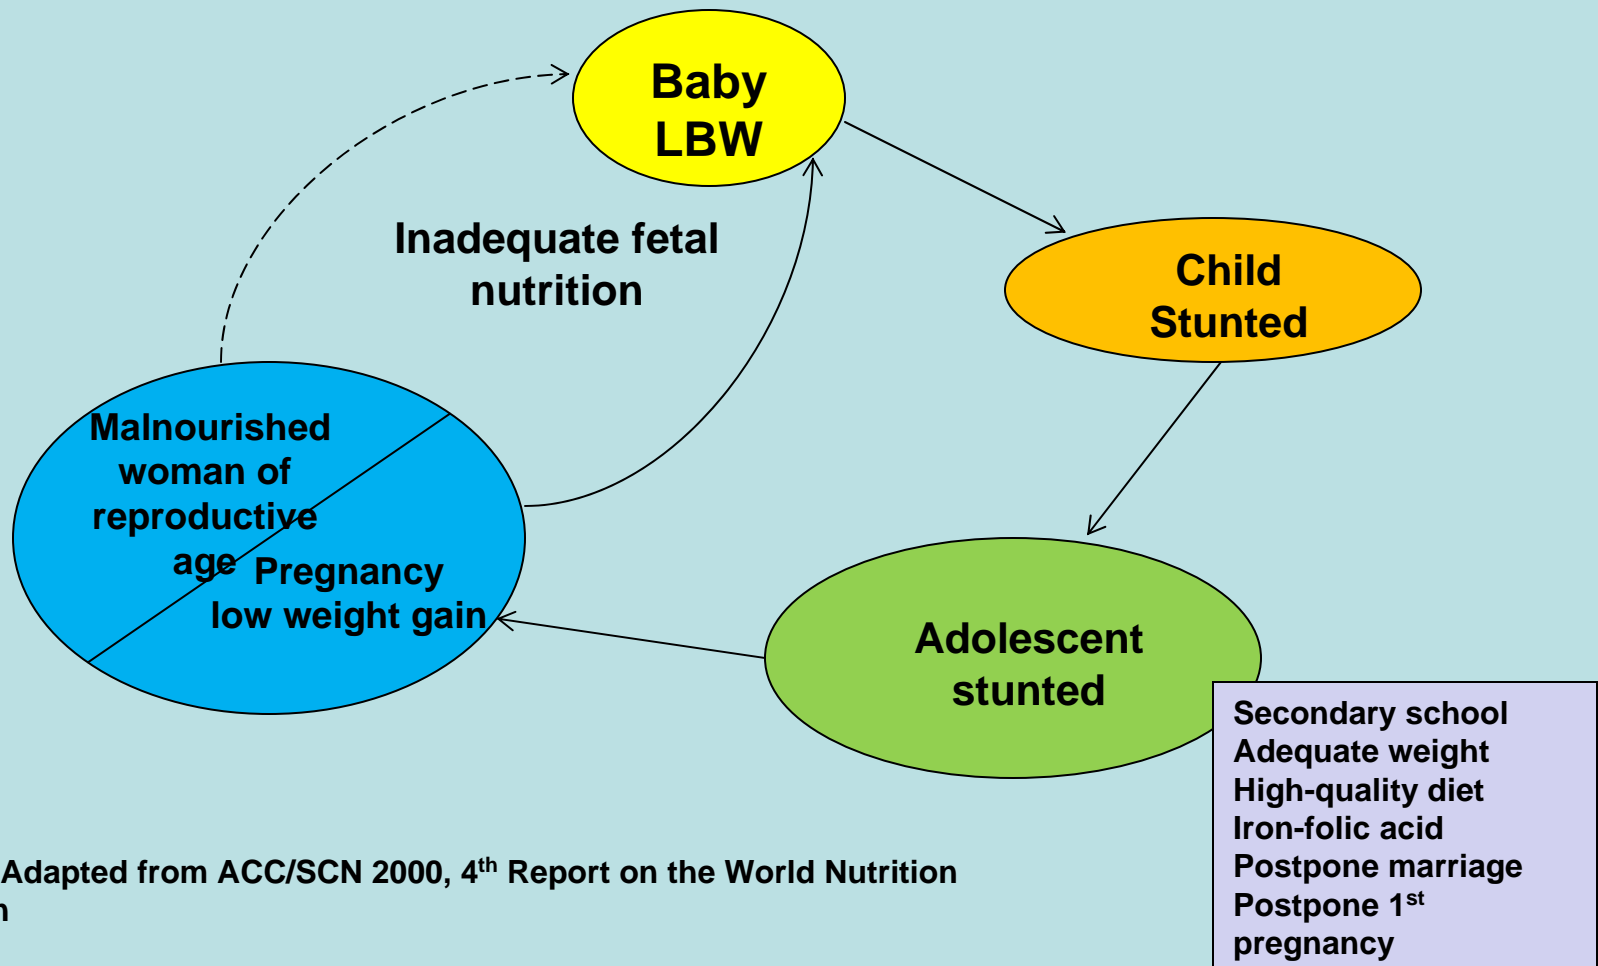 Baby
LBW
Inadequate fetal
nutrition
Child
Stunted
Malnourished
woman of
reproductive
age
Pregnancy
low weight gain
Adolescent
stunted
Secondary school
Adequate weight
High-quality diet
Iron-folic acid
Postpone marriage
Postpone 1st
pregnancy
Adapted from ACC/SCN 2000, 4th Report on the World Nutrition